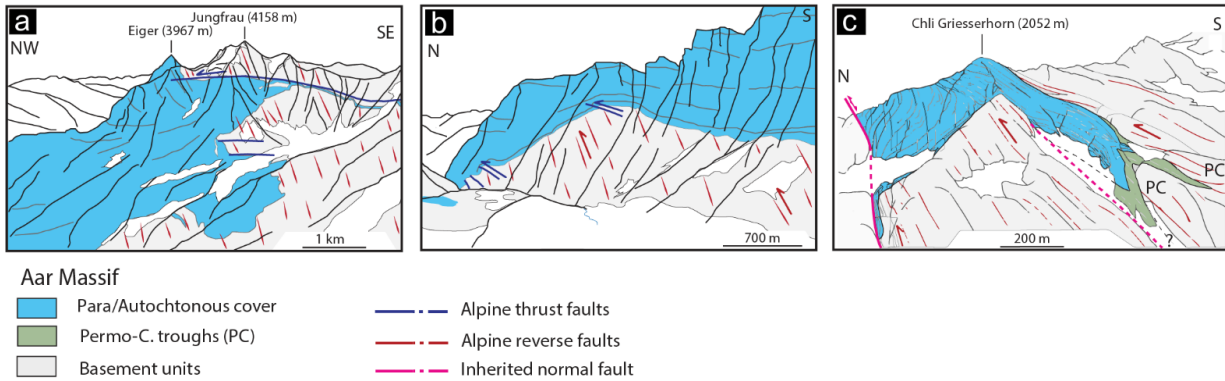 a
Jungfrau (4158 m)
Eiger (3967 m)
NW
SE
1 km
b
N
S
700 m
c
Chli Griesserhorn (2052 m)
S
N
PC
PC
?
200 m
Aar Massif
Para/Autochtonous cover
Permo-C. troughs (PC)
Basement units
Alpine thrust faults
Alpine reverse faults
Inherited normal fault